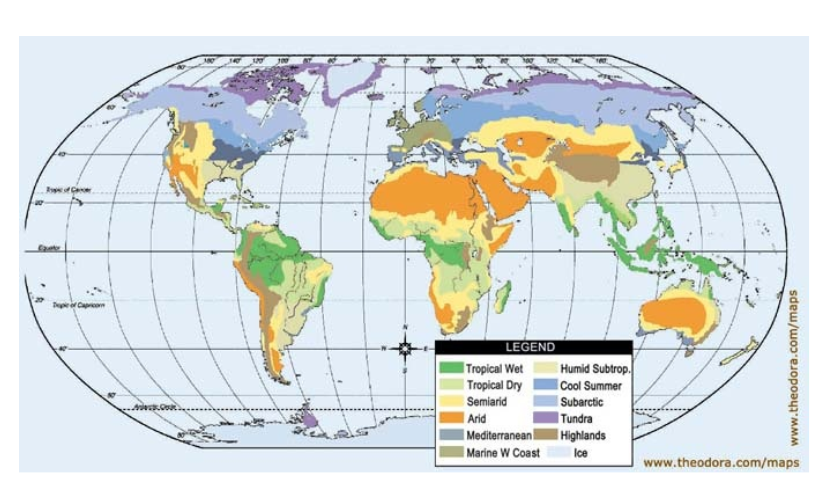 Tropic of Cancer
Equator
Tropic of Capricorn
Antarctic Circle
N
E
LEGEND
Tropical Wet
Tropical Dry
Semiarid
Arid
Mediterranean
Marine W Coast
Humid Subtrop.
Cool Summer
Subarctic
Tundra
Highlands
Ice
www.theodora.com/maps
www.theodora.com/maps